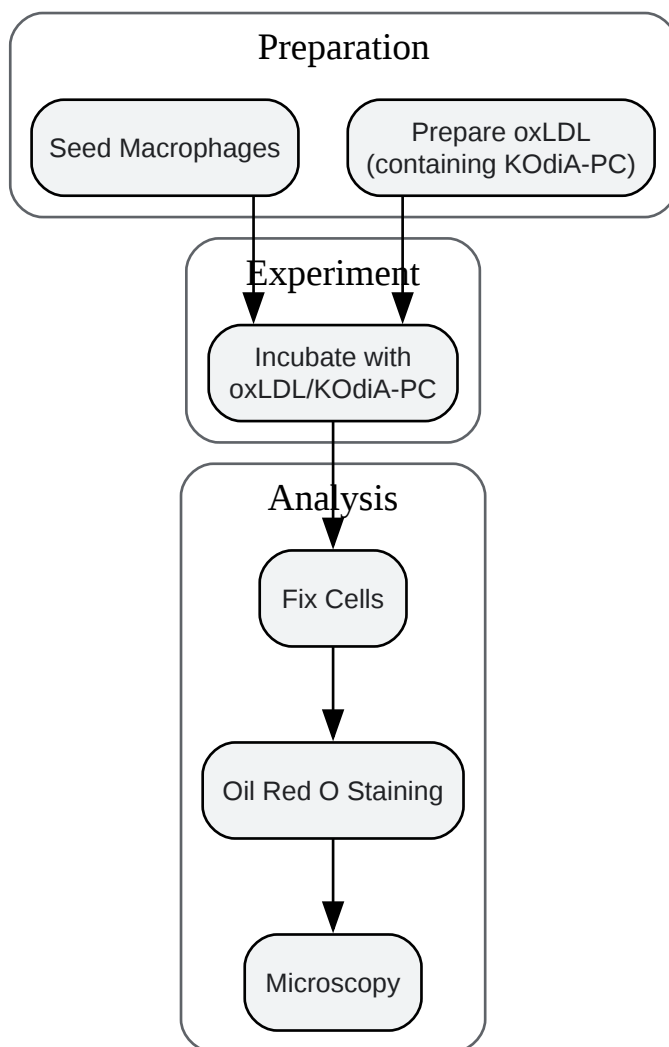 Preparation
Seed Macrophages
Prepare oxLDL
(containing KOdiA-PC)
Experiment
Incubate with
oxLDL/KOdiA-PC
Analysis
Fix Cells
Oil Red O Staining
Microscopy